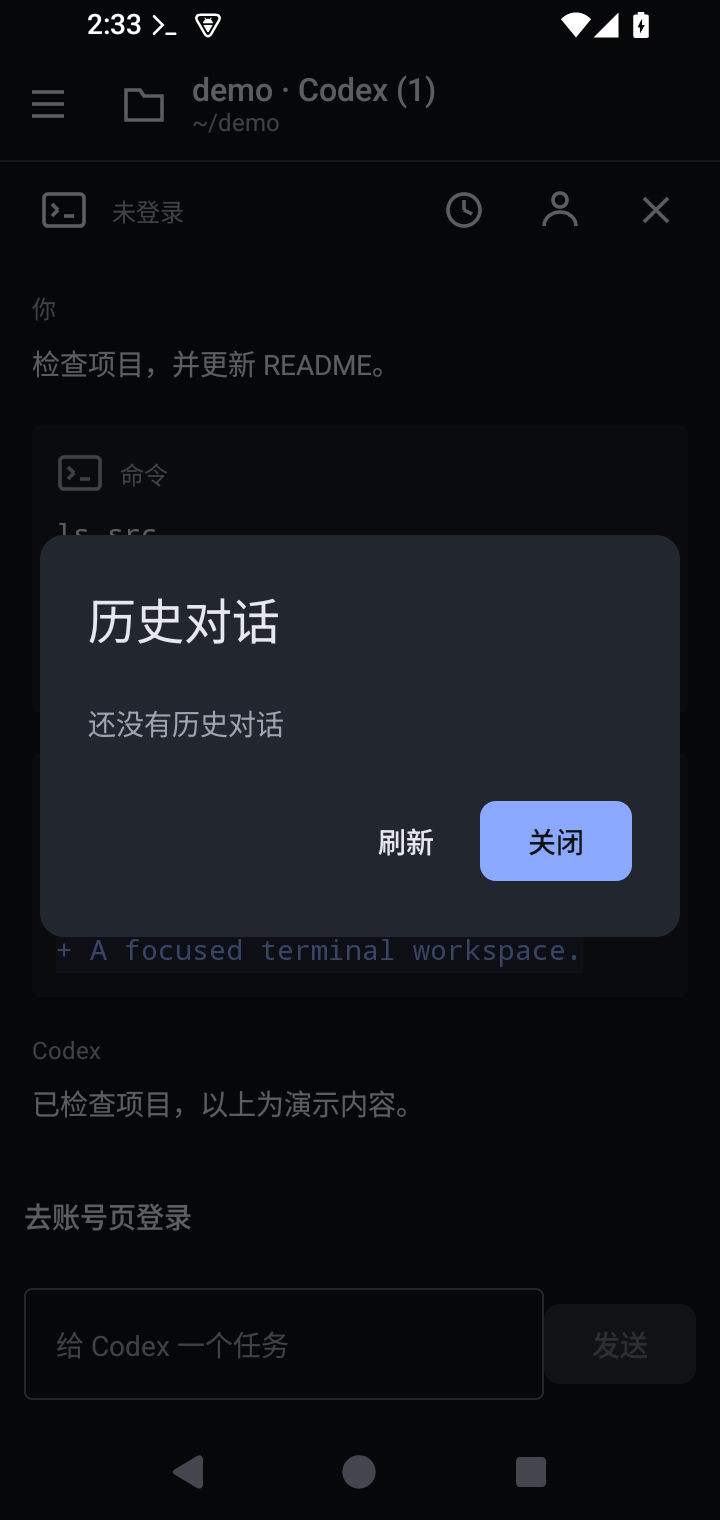 2:33
demo · Codex (1)
~/demo
未登录
你
检查项目，并更新 README。
命令
ls src
历史对话
还没有历史对话
刷新
关闭
+ A focused terminal workspace.
Codex
已检查项目，以上为演示内容。
去账号页登录
给 Codex 一个任务
发送